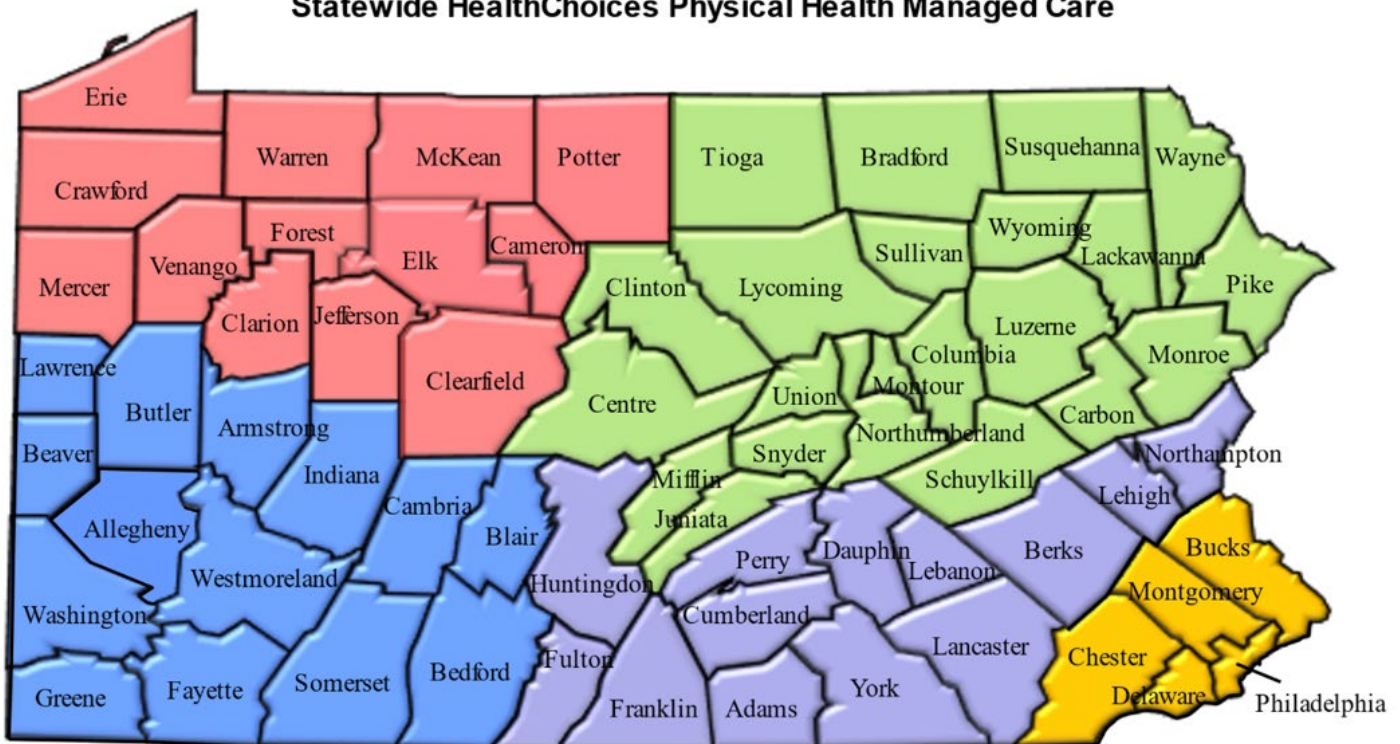 Statewide HealthChoices Physical Health Managed Care
Erie
Warren
McKean
Potter
Tioga
Bradford
Susquehanna
Wayne
Crawford
Forest
Elk
Cameron
Sullivan
Wyoming
Lackawanna
Mercer
Venango
Clarion
Jefferson
Clinton
Lycoming
Luzerne
Pike
Lawrence
Butler
Clearfield
Centre
Union
Montour
Columbia
Monroe
Beaver
Armstrong
Indiana
Snyder
Northumberland
Carbon
Northampton
Allegheny
Cambria
Blair
Mifflin
Juniata
Schuylkill
Lehigh
Washington
Westmoreland
Huntingdon
Perry
Dauphin
Lebanon
Berks
Bucks
Montgomery
Cumberland
Greene
Fayette
Somerset
Bedford
Fulton
Franklin
Adams
York
Lancaster
Chester
Delaware
Philadelphia